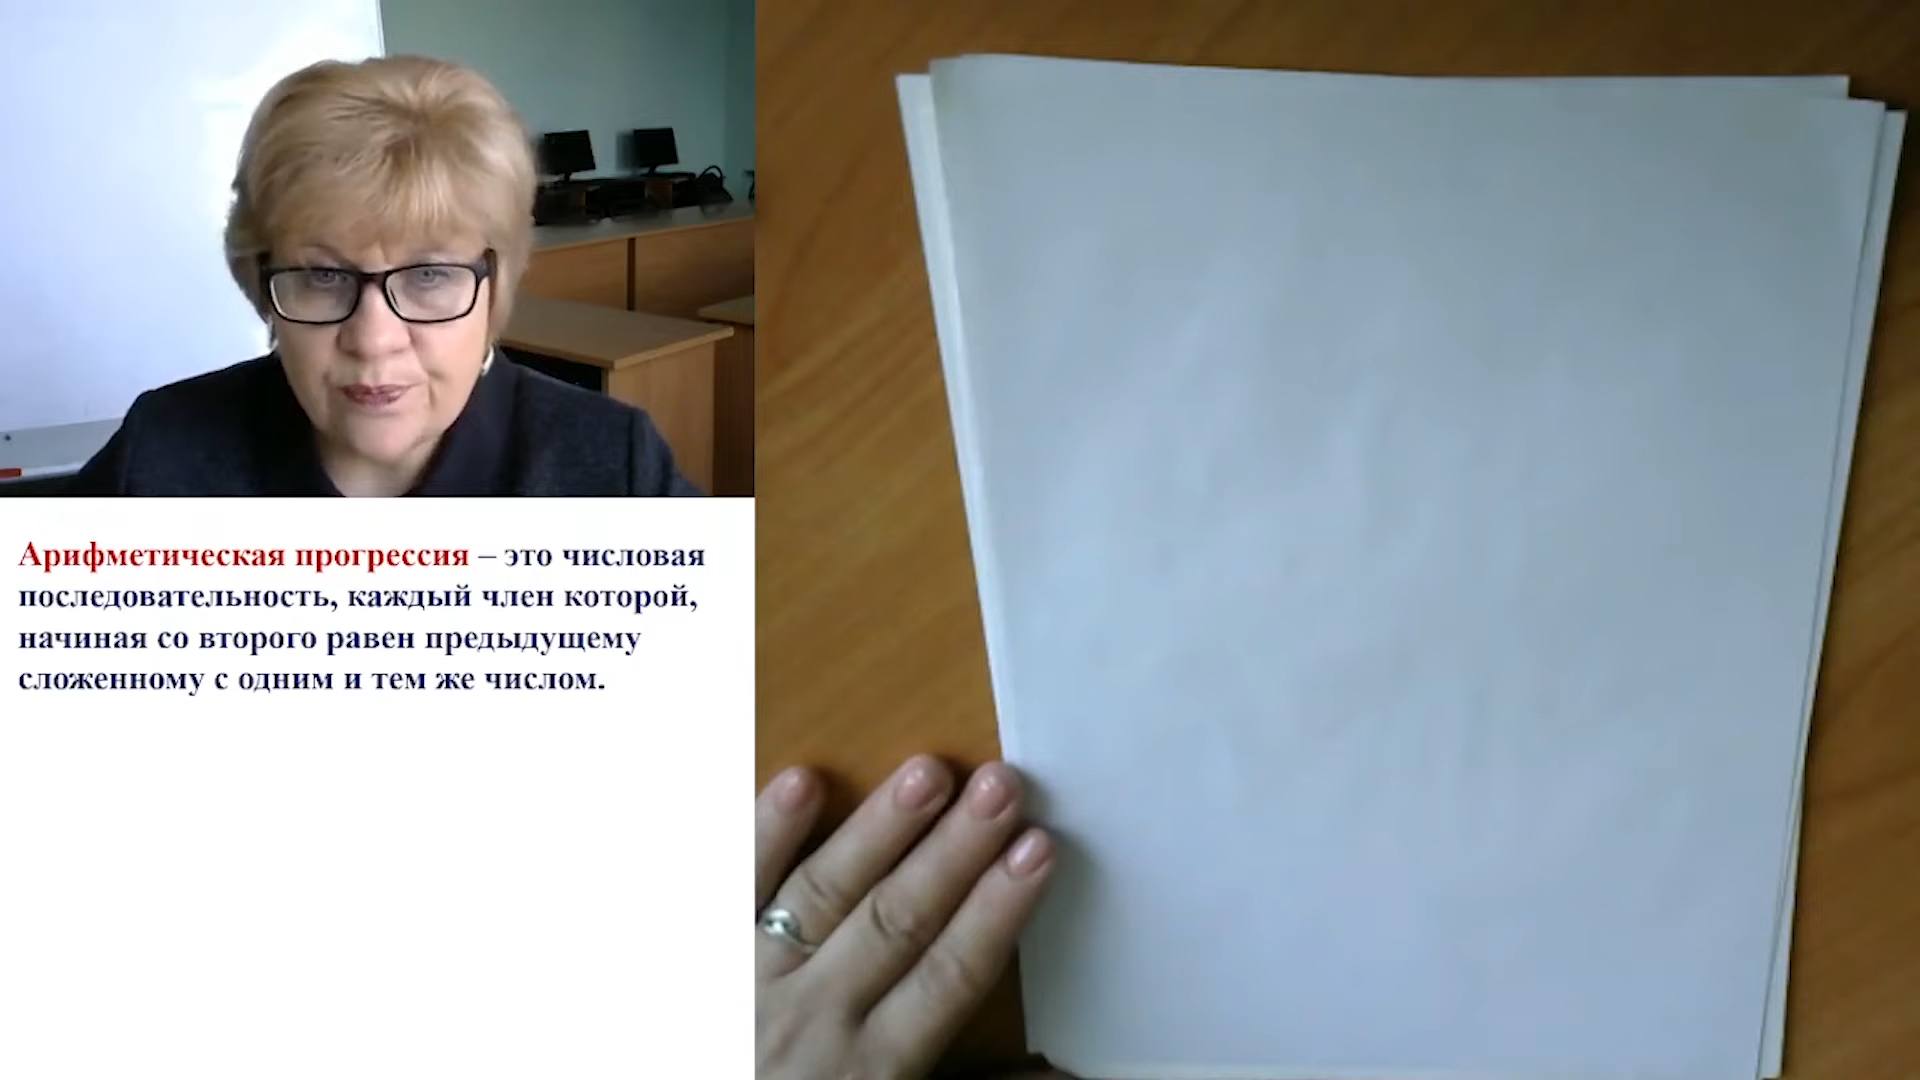 Арифметическая прогрессия – это числовая
последовательность, каждый член которой,
начиная со второго равен предыдущему
сложенному с одним и тем же числом.